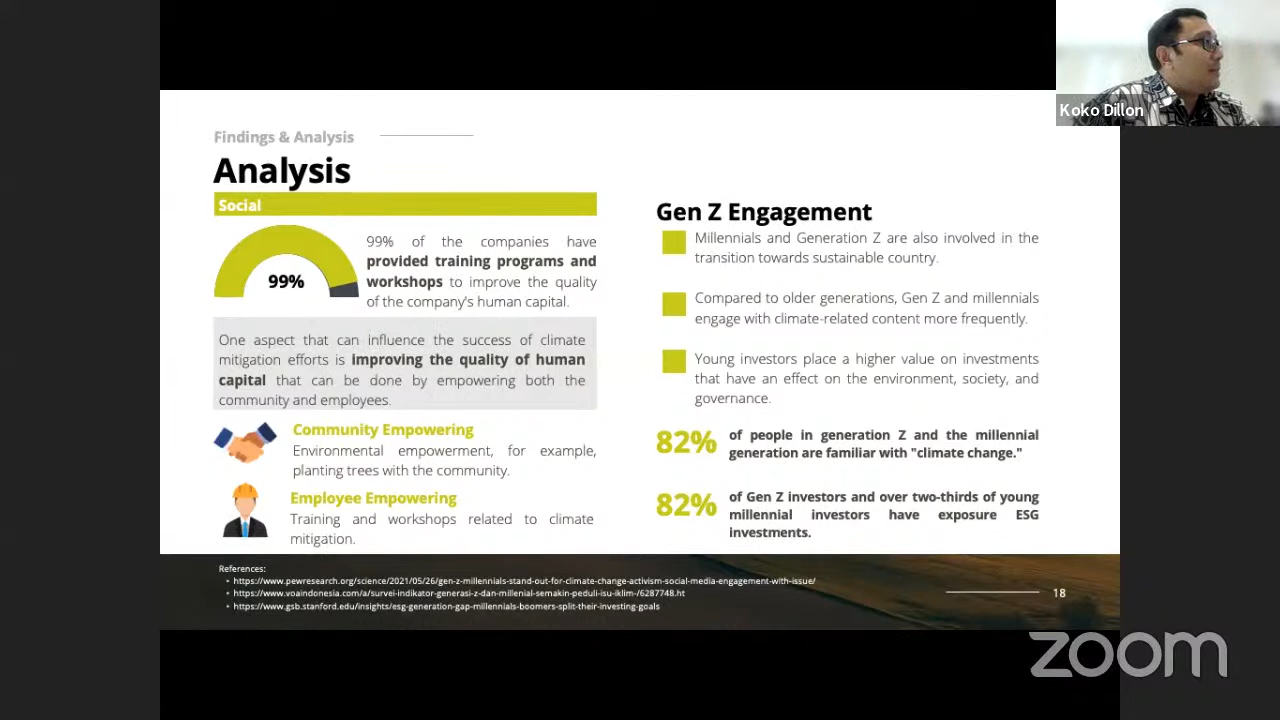 Koko Dillon
Findings & Analysis
Analysis
Social
99%
99% of the companies have
provided training programs and
workshops to improve the quality
of the company's human capital.
One aspect that can influence the success of climate
mitigation efforts is improving the quality of human
capital that can be done by empowering both the
community and employees.
Community Empowering
Environmental empowerment, for example,
planting trees with the community.
Employee Empowering
Training and workshops related to climate
mitigation.
Gen Z Engagement
Millennials and Generation Z are also involved in the
transition towards sustainable country.
Compared to older generations, Gen Z and millennials
engage with climate-related content more frequently.
Young investors place a higher value on investments
that have an effect on the environment, society, and
governance.
82% of people in generation Z and the millennial
generation are familiar with "climate change."
82% of Gen Z investors and over two-thirds of young
millennial investors have exposure ESG
investments.
References:
• https://www.pewresearch.org/science/2021/05/26/gen-z-millennials-stand-out-for-climate-change-activism-social-media-engagement-with-issue/
• https://www.voaindonesia.com/a/survei-indikator-generasi-z-dan-millenial-semakin-peduli-isu-iklim-/6287748.ht
• https://www.gsb.stanford.edu/insights/esg-generation-gap-millennials-boomers-split-their-investing-goals
18
zoom